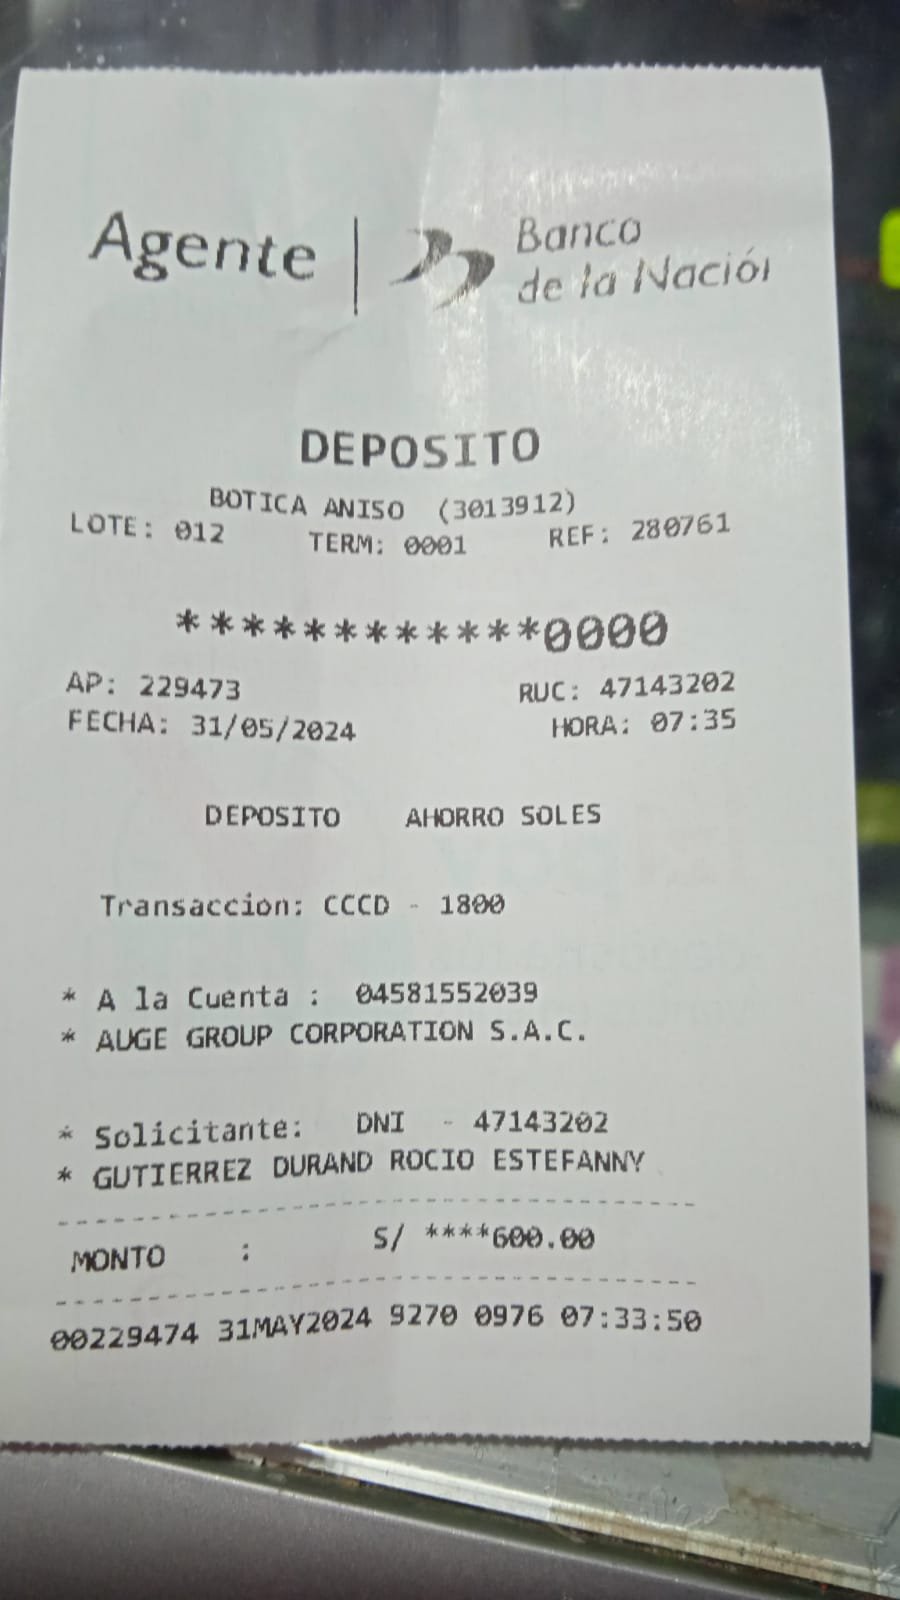 Agente | Banco
de la Nación
DEPOSITO
BOTICA ANISO (3013912)
LOTE: 012 TERM: 0001 REF: 280761
************0000
AP: 229473 RUC: 47143202
FECHA: 31/05/2024 HORA: 07:35
DEPOSITO AHORRO SOLES
Transaccion: CCCD - 1800
* A la Cuenta : 04581552039
* AUGE GROUP CORPORATION S.A.C.
* Solicitante: DNI - 47143202
* GUTIERREZ DURAND ROCIO ESTEFANNY
MONTO : S/ ****600.00
00229474 31MAY2024 9270 0976 07:33:50